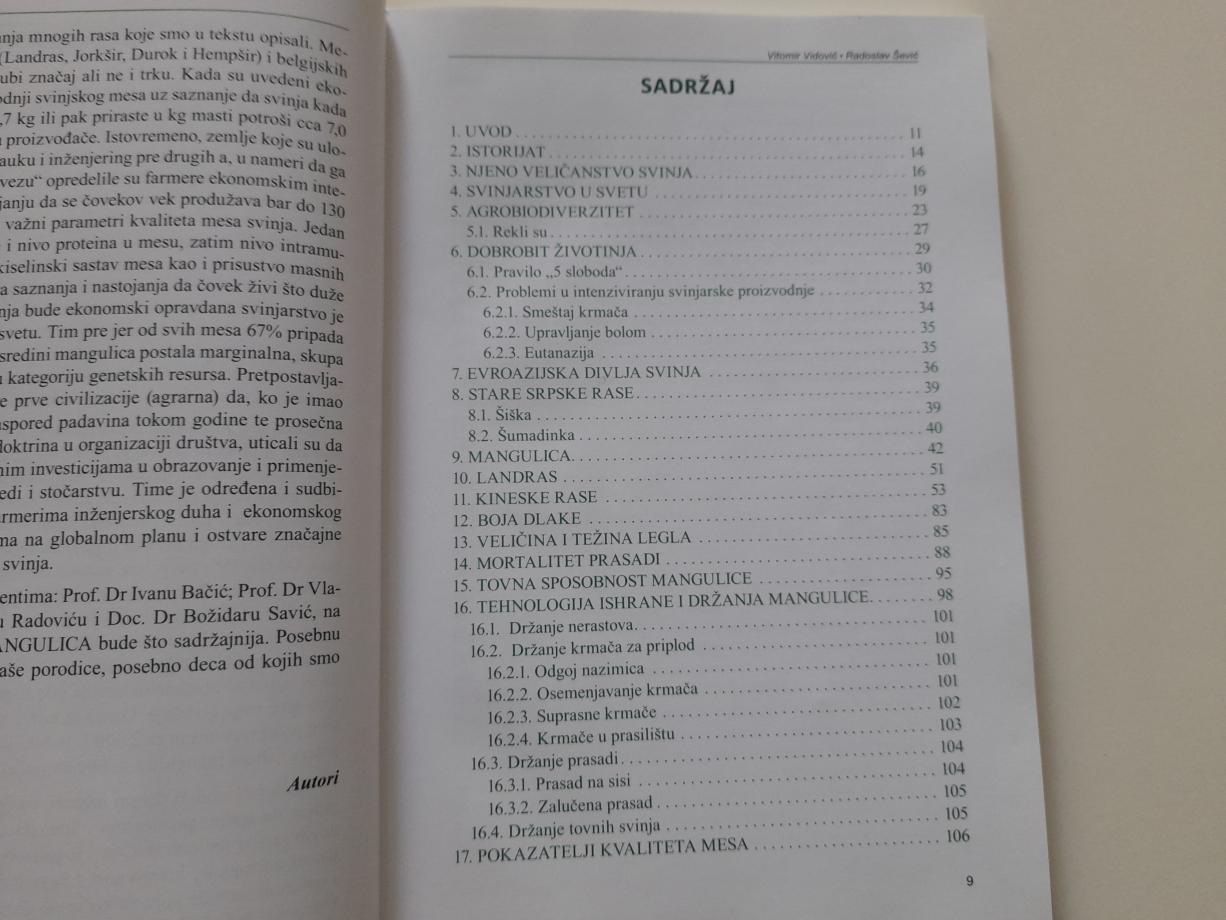 nja mnogih rasa koje smo u tekstu opisali. Me-
(Landras, Jorkšir, Durok i Hempšir) i belgijskih
ubi značaj ali ne i trku. Kada su uvedeni eko-
odnji svinjskog mesa uz saznanje da svinja kada
,7 kg ili pak priraste u kg masti potroši cca 7,0
proizvođače. Istovremeno, zemlje koje su ulo-
auku i inženjering pre drugih a, u nameri da ga
vezu“ opredelile su farmere ekonomskim inte-
janju da se čovekov vek produžava bar do 130
važni parametri kvaliteta mesa svinja. Jedan
i nivo proteina u mesu, zatim nivo intramu-
kiselinski sastav mesa kao i prisustvo masnih
a saznanja i nastojanja da čovek živi što duže
nja bude ekonomski opravdana svinjarstvo je
svetu. Tim pre jer od svih mesa 67% pripada
sredini mangulica postala marginalna, skupa
kategoriju genetskih resursa. Pretpostavlja-
e prve civilizacije (agrarna) da, ko je imao
spored padavina tokom godine te prosečna
doktrina u organizaciji društva, uticali su da
nim investicijama u obrazovanje i primenje-
edi i stočarstvu. Time je određena i sudbi-
rmerima inženjerskog duha i ekonomskog
ma na globalnom planu i ostvare značajne
svinja.
entima: Prof. Dr Ivanu Bačić; Prof. Dr Vla-
u Radoviću i Doc. Dr Božidaru Savić, na
ANGULICA bude što sadržajnija. Posebnu
aše porodice, posebno deca od kojih smo
Autori
Vitomir Vidović • Radoslav Šević
SADRŽAJ
1. UVOD . . . . . . . . . . 11
2. ISTORIJAT . . . . . . . . . . 14
3. NJENO VELIČANSTVO SVINJA . . . . . . . . . . 16
4. SVINJARSTVO U SVETU . . . . . . . . . . 19
5. AGROBIODIVERZITET . . . . . . . . . . 23
5.1. Rekli su . . . . . . . . . . 27
6. DOBROBIT ŽIVOTINJA . . . . . . . . . . 29
6.1. Pravilo „5 sloboda“ . . . . . . . . . . 30
6.2. Problemi u intenziviranju svinjarske proizvodnje . . . . . . . . . . 32
6.2.1. Smeštaj krmača . . . . . . . . . . 34
6.2.2. Upravljanje bolom . . . . . . . . . . 35
6.2.3. Eutanazija . . . . . . . . . . 35
7. EVROAZIJSKA DIVLJA SVINJA . . . . . . . . . . 36
8. STARE SRPSKE RASE . . . . . . . . . . 39
8.1. Šiška . . . . . . . . . . 39
8.2. Šumadinka . . . . . . . . . . 40
9. MANGULICA . . . . . . . . . . 42
10. LANDRAS . . . . . . . . . . 51
11. KINESKE RASE . . . . . . . . . . 53
12. BOJA DLAKE . . . . . . . . . . 83
13. VELIČINA I TEŽINA LEGLA . . . . . . . . . . 85
14. MORTALITET PRASADI . . . . . . . . . . 88
15. TOVNA SPOSOBNOST MANGULICE . . . . . . . . . . 95
16. TEHNOLOGIJA ISHRANE I DRŽANJA MANGULICE . . . . . . . . 98
16.1. Držanje nerastova . . . . . . . . . . 101
16.2. Držanje krmača za priplod . . . . . . . . . . 101
16.2.1. Odgoj nazimica . . . . . . . . . . 101
16.2.2. Osemenjavanje krmača . . . . . . . . . . 101
16.2.3. Suprasne krmače . . . . . . . . . . 102
16.2.4. Krmače u prasilištu . . . . . . . . . . 103
16.3. Držanje prasadi . . . . . . . . . . 104
16.3.1. Prasad na sisi . . . . . . . . . . 104
16.3.2. Zalučena prasad . . . . . . . . . . 105
16.4. Držanje tovnih svinja . . . . . . . . . . 105
17. POKAZATELJI KVALITETA MESA . . . . . . . . . . 106
9